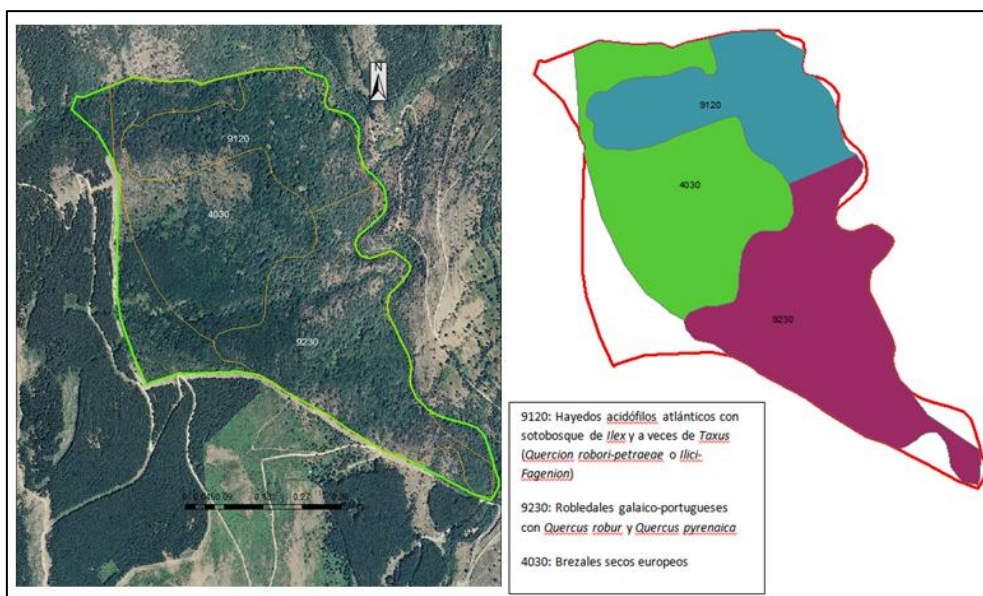 N
9120
4030
9230
9120
4030
9230
9120: Hayedos acidófilos atlánticos con
sotobosque de Ilex y a veces de Taxus
(Quercion robori-petraeae o Ilici-
Fagenion)
9230: Robledales galaico-portugueses
con Quercus robur y Quercus pyrenaica
4030: Brezales secos europeos